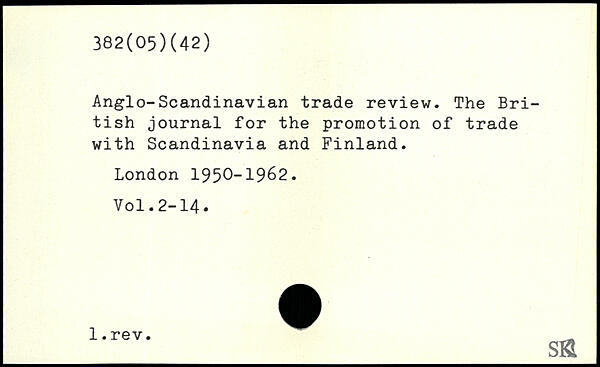 382(05)(42)
Anglo-Scandinavian trade review. The Bri-
tish journal for the promotion of trade
with Scandinavia and Finland.
London 1950-1962.
Vol.2-14.
1.rev.
SK